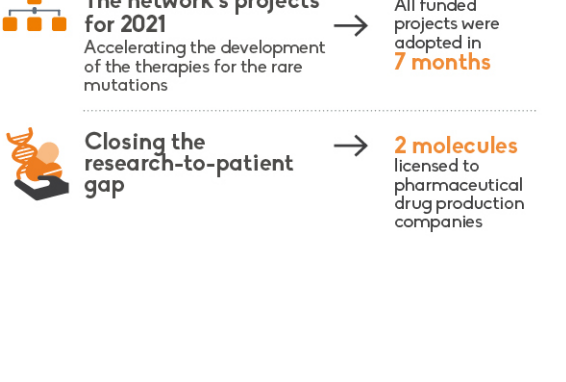 The network's projects
for 2021
Accelerating the development
of the therapies for the rare
mutations
All funded
projects were
adopted in
7 months
Closing the
research-to-patient
gap
2 molecules
licensed to
pharmaceutical
drug production
companies